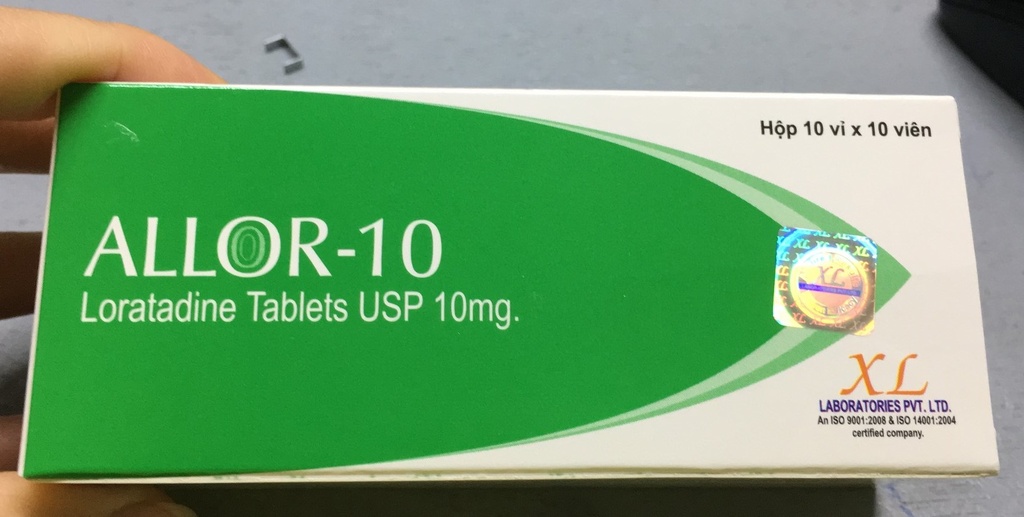 Hộp 10 vỉ x 10 viên
ALLOR-10
Loratadine Tablets USP 10mg.
XL
XL
LABORATORIES PVT. LTD.
An ISO 9001:2008 & ISO 14001:2004
certified company.